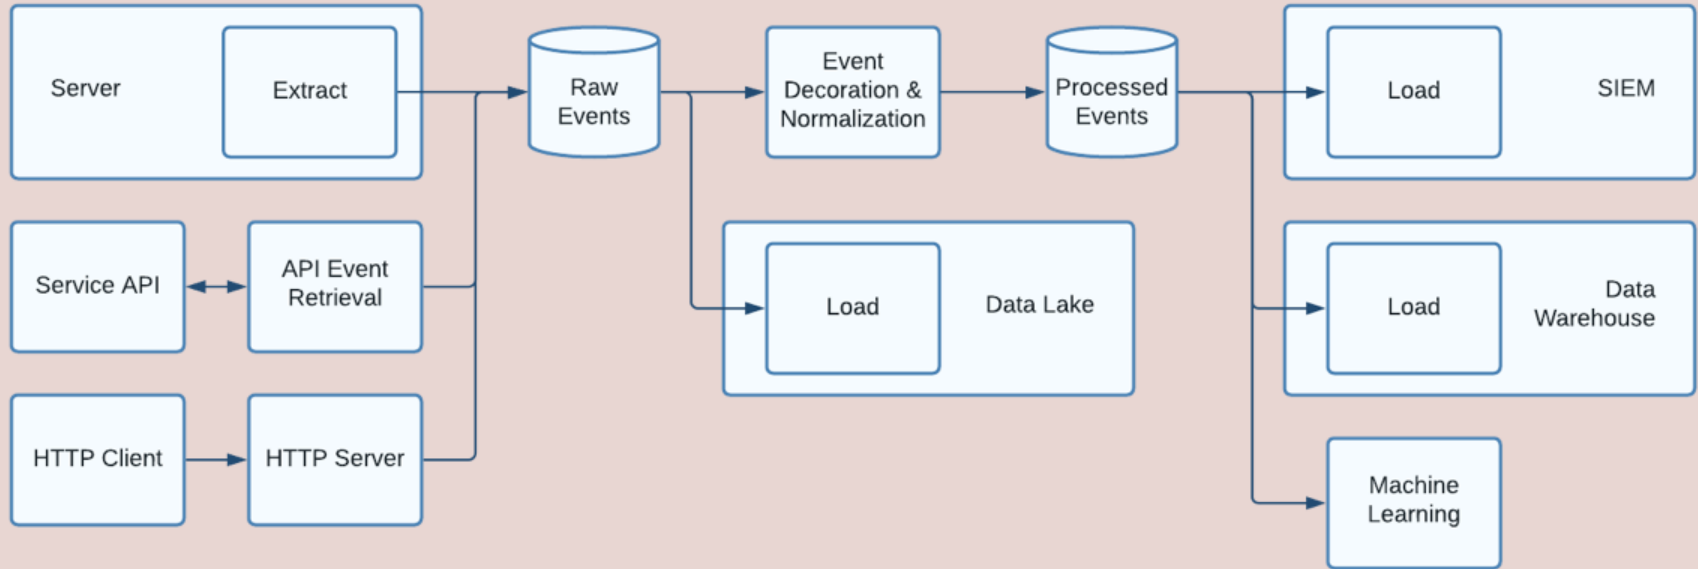 Server
Extract
Raw
Events
Event
Decoration &
Normalization
Processed
Events
Load
SIEM
Service API
API Event
Retrieval
Load
Data Lake
Load
Data
Warehouse
HTTP Client
HTTP Server
Machine
Learning